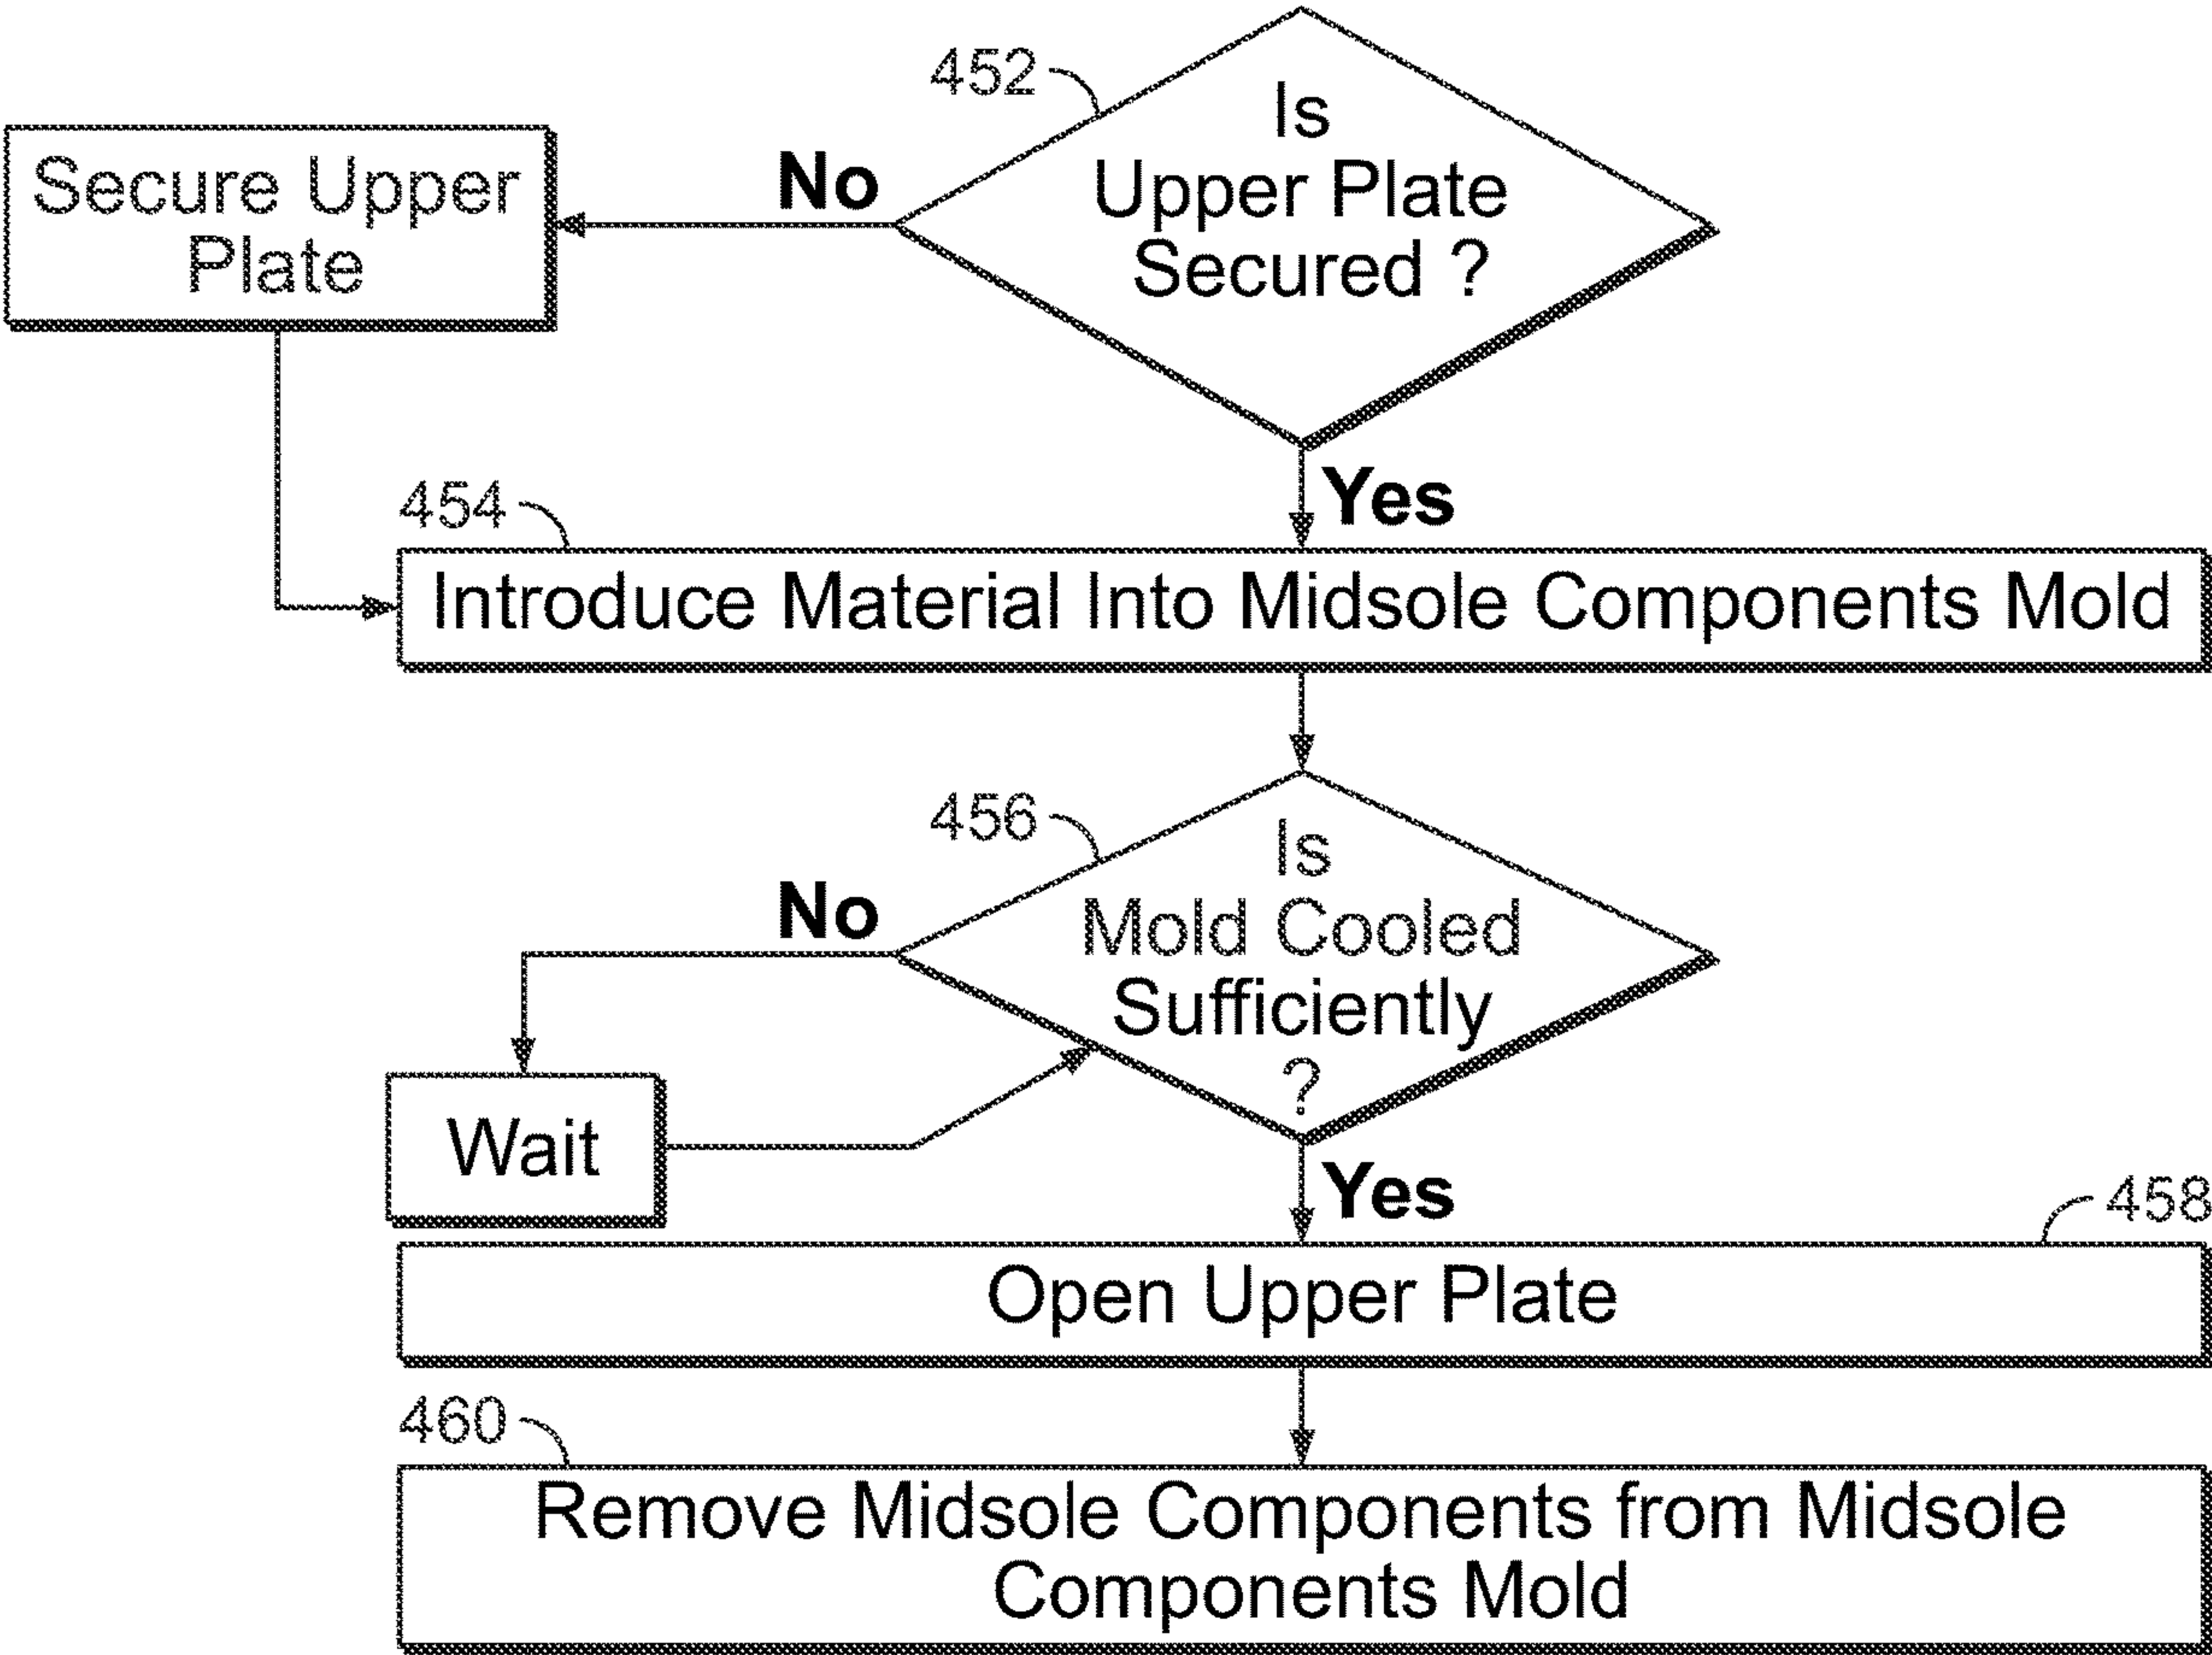 452
Is
Upper Plate
Secured ?
No
Secure Upper
Plate
Yes
454
Introduce Material Into Midsole Components Mold
456
Is
Mold Cooled
Sufficiently
?
No
Wait
Yes
458
Open Upper Plate
460
Remove Midsole Components from Midsole
Components Mold